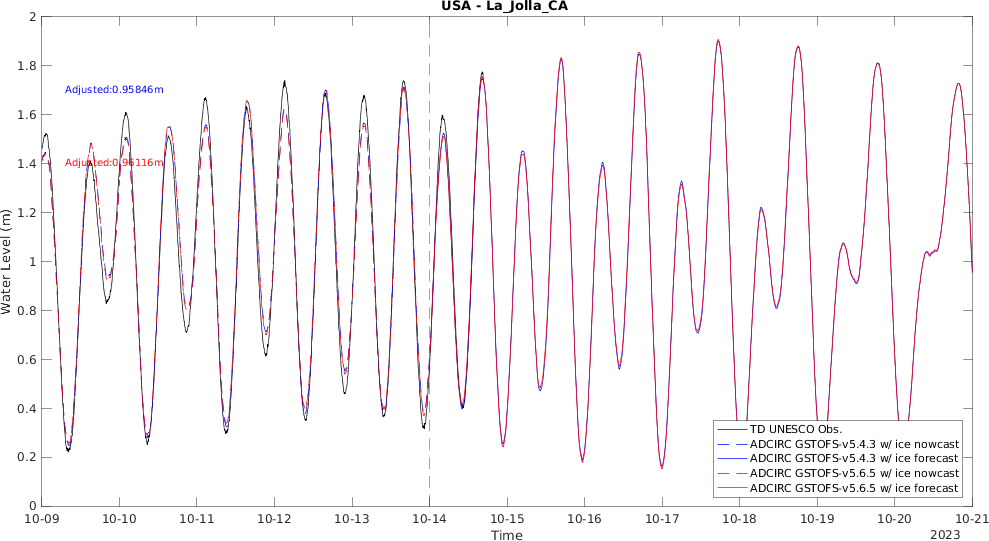 USA - La_Jolla_CA
2
1.8
1.6
1.4
1.2
1
0.8
0.6
0.4
0.2
0
Water Level (m)
Adjusted:0.95846m
Adjusted:0.96116m
TD UNESCO Obs.
ADCIRC GSTOFS-v5.4.3 w/ ice nowcast
ADCIRC GSTOFS-v5.4.3 w/ ice forecast
ADCIRC GSTOFS-v5.6.5 w/ ice nowcast
ADCIRC GSTOFS-v5.6.5 w/ ice forecast
10-09 10-10 10-11 10-12 10-13 10-14 10-15 10-16 10-17 10-18 10-19 10-20 10-21
Time
2023